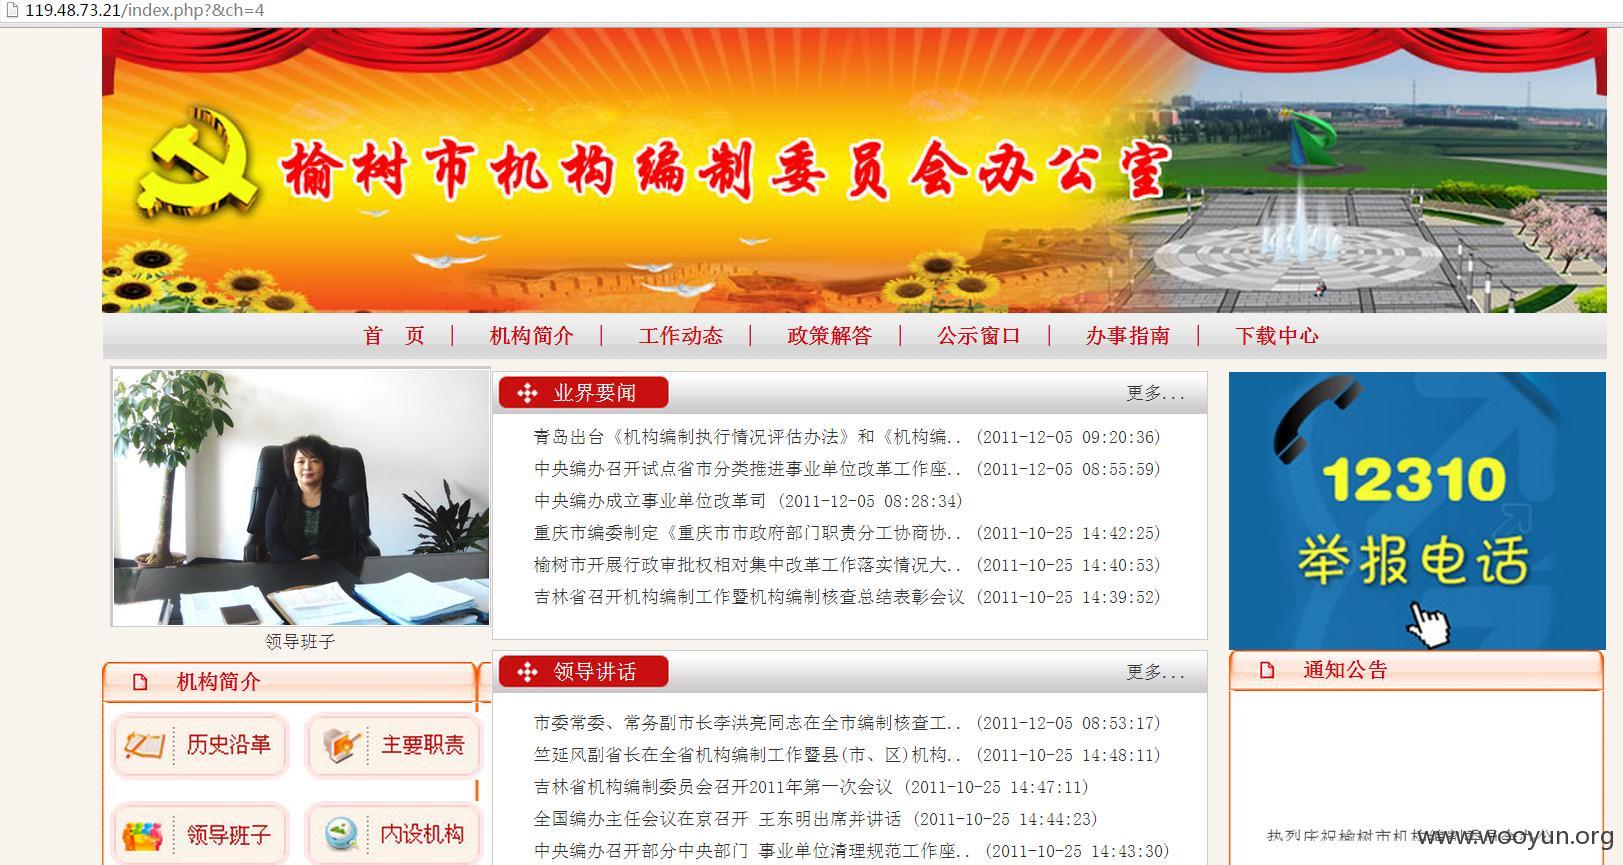 119.48.73.21/index.php?&ch=4
榆树市机构编制委员会办公室
首 页 | 机构简介 | 工作动态 | 政策解答 | 公示窗口 | 办事指南 | 下载中心
领导班子
机构简介
历史沿革
主要职责
领导班子
内设机构
业界要闻
更多...
青岛出台《机构编制执行情况评估办法》和《机构编.. (2011-12-05 09:20:36)
中央编办召开试点省市分类推进事业单位改革工作座.. (2011-12-05 08:55:59)
中央编办成立事业单位改革司 (2011-12-05 08:28:34)
重庆市编委制定《重庆市市政府部门职责分工协商协.. (2011-10-25 14:42:25)
榆树市开展行政审批权相对集中改革工作落实情况大.. (2011-10-25 14:40:53)
吉林省召开机构编制工作暨机构编制核查总结表彰会议 (2011-10-25 14:39:52)
领导讲话
更多...
市委常委、常务副市长李洪亮同志在全市编制核查工.. (2011-12-05 08:53:17)
竺延风副省长在全省机构编制工作暨县(市、区)机构.. (2011-10-25 14:48:11)
吉林省机构编制委员会召开2011年第一次会议 (2011-10-25 14:47:11)
全国编办主任会议在京召开 王东明出席并讲话 (2011-10-25 14:44:23)
中央编办召开部分中央部门 事业单位清理规范工作座.. (2011-10-25 14:43:30)
12310
举报电话
通知公告
热烈庆祝榆树市机
www.wooyun.org